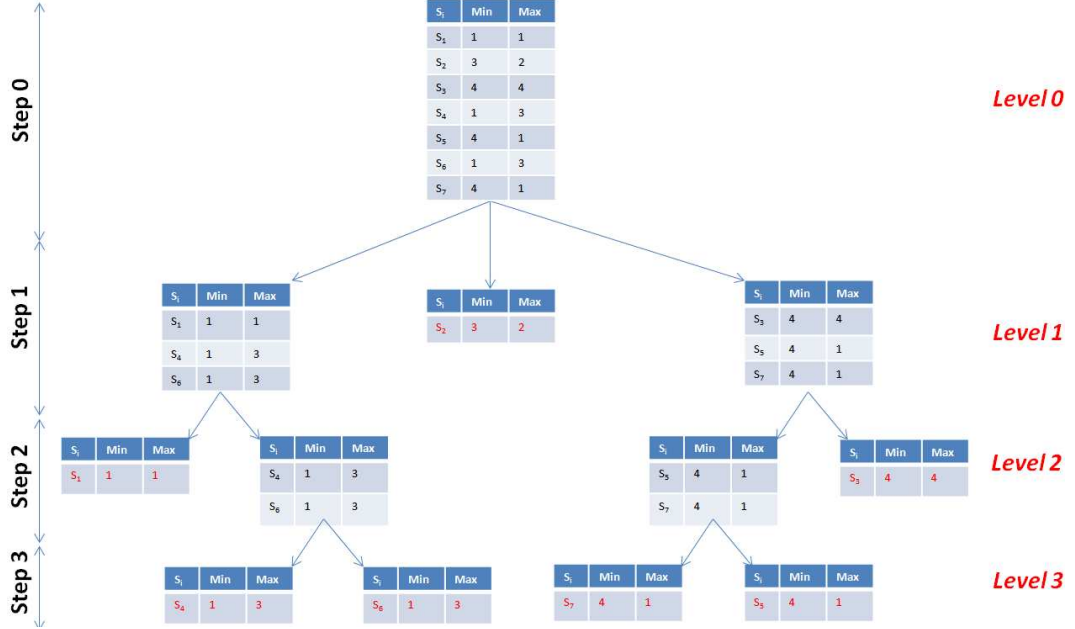 Step 0
S₁ Min Max
S₁ 1 1
S₂ 3 2
S₃ 4 4
S₄ 1 3
S₅ 4 1
S₆ 1 3
S₇ 4 1
Level 0
Step 1
Sᵢ Min Max
S₁ 1 1
S₄ 1 3
S₆ 1 3
Sᵢ Min Max
S₂ 3 2
Sᵢ Min Max
S₃ 4 4
S₅ 4 1
S₇ 4 1
Level 1
Step 2
Sᵢ Min Max
S₁ 1 1
Sᵢ Min Max
S₄ 1 3
S₆ 1 3
Sᵢ Min Max
S₅ 4 1
S₇ 4 1
Sᵢ Min Max
S₃ 4 4
Level 2
Step 3
Sᵢ Min Max
S₄ 1 3
Sᵢ Min Max
S₆ 1 3
Sᵢ Min Max
S₇ 4 1
Sᵢ Min Max
S₅ 4 1
Level 3